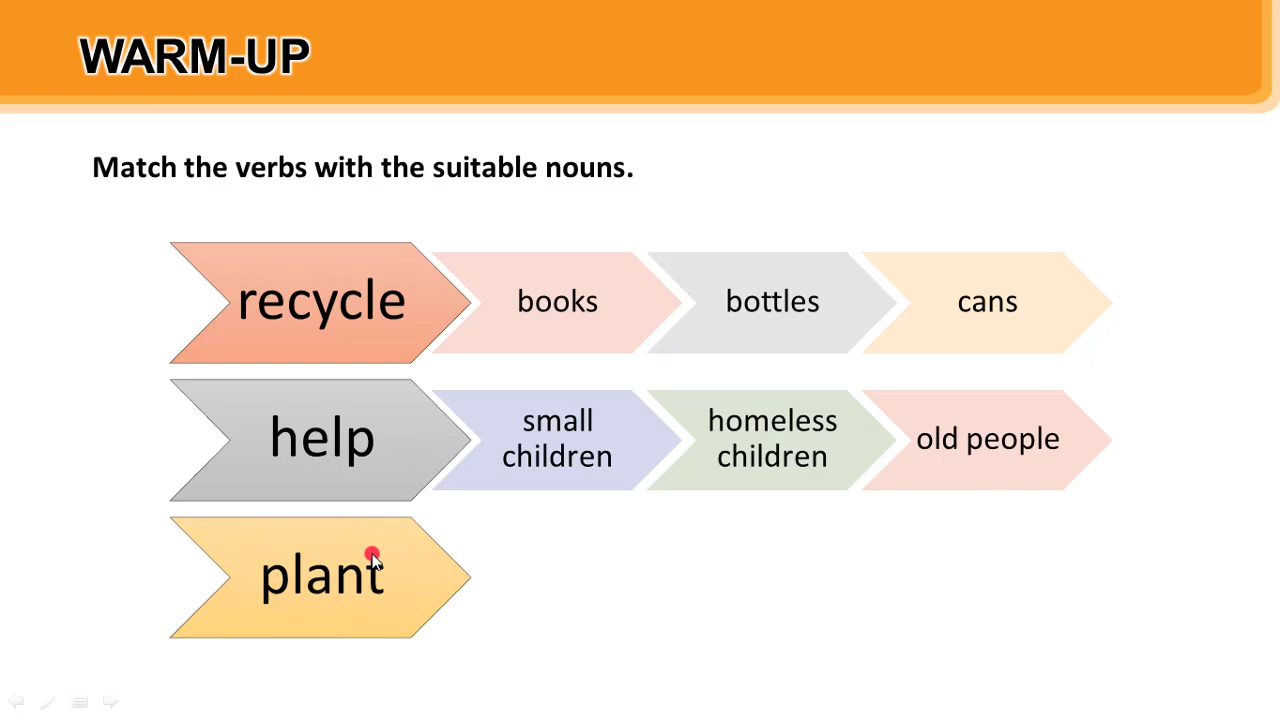 WARM-UP
Match the verbs with the suitable nouns.
recycle books bottles cans
help small children homeless children old people
plant